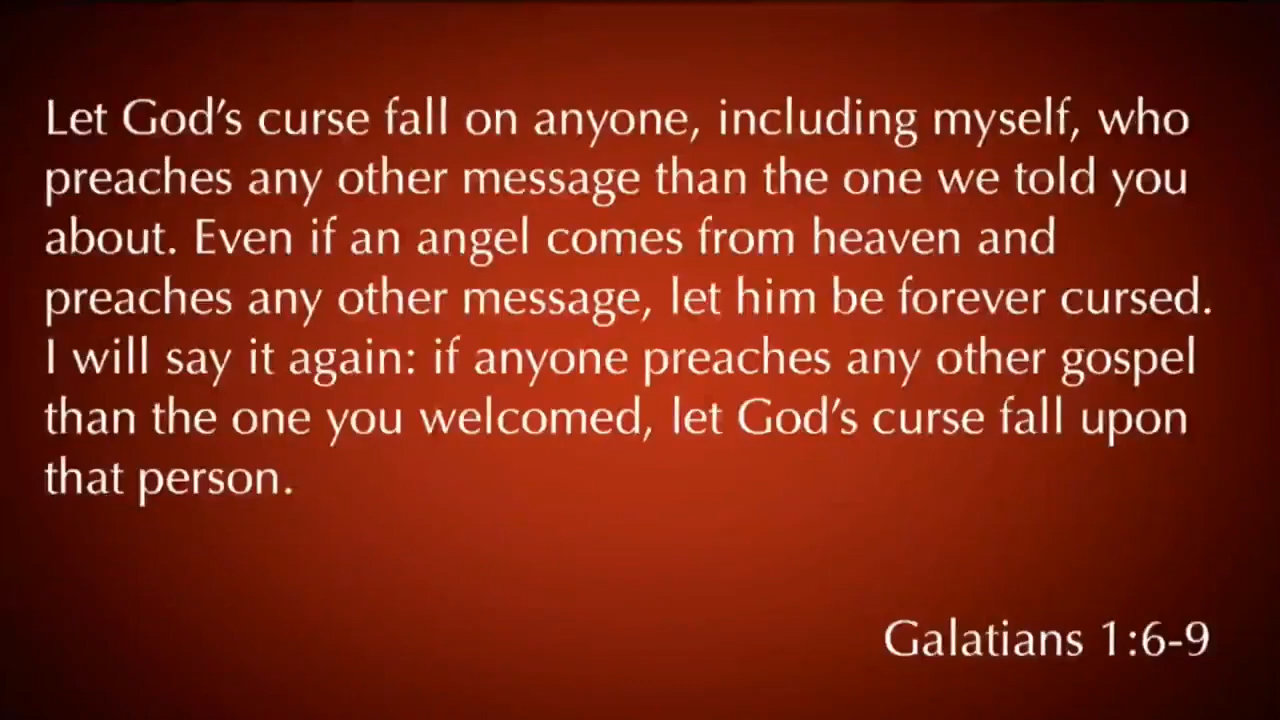 Let God's curse fall on anyone, including myself, who
preaches any other message than the one we told you
about. Even if an angel comes from heaven and
preaches any other message, let him be forever cursed.
I will say it again: if anyone preaches any other gospel
than the one you welcomed, let God's curse fall upon
that person.
Galatians 1:6-9